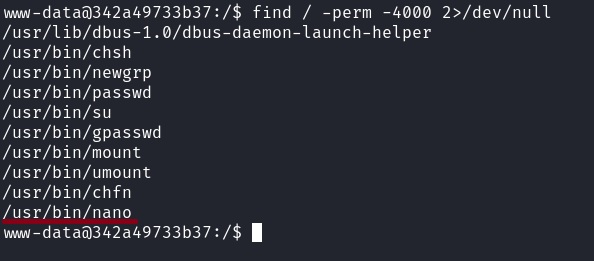 www-data@342a49733b37:/$ find / -perm -4000 2>/dev/null
/usr/lib/dbus-1.0/dbus-daemon-launch-helper
/usr/bin/chsh
/usr/bin/newgrp
/usr/bin/passwd
/usr/bin/su
/usr/bin/gpasswd
/usr/bin/mount
/usr/bin/umount
/usr/bin/chfn
/usr/bin/nano
www-data@342a49733b37:/$